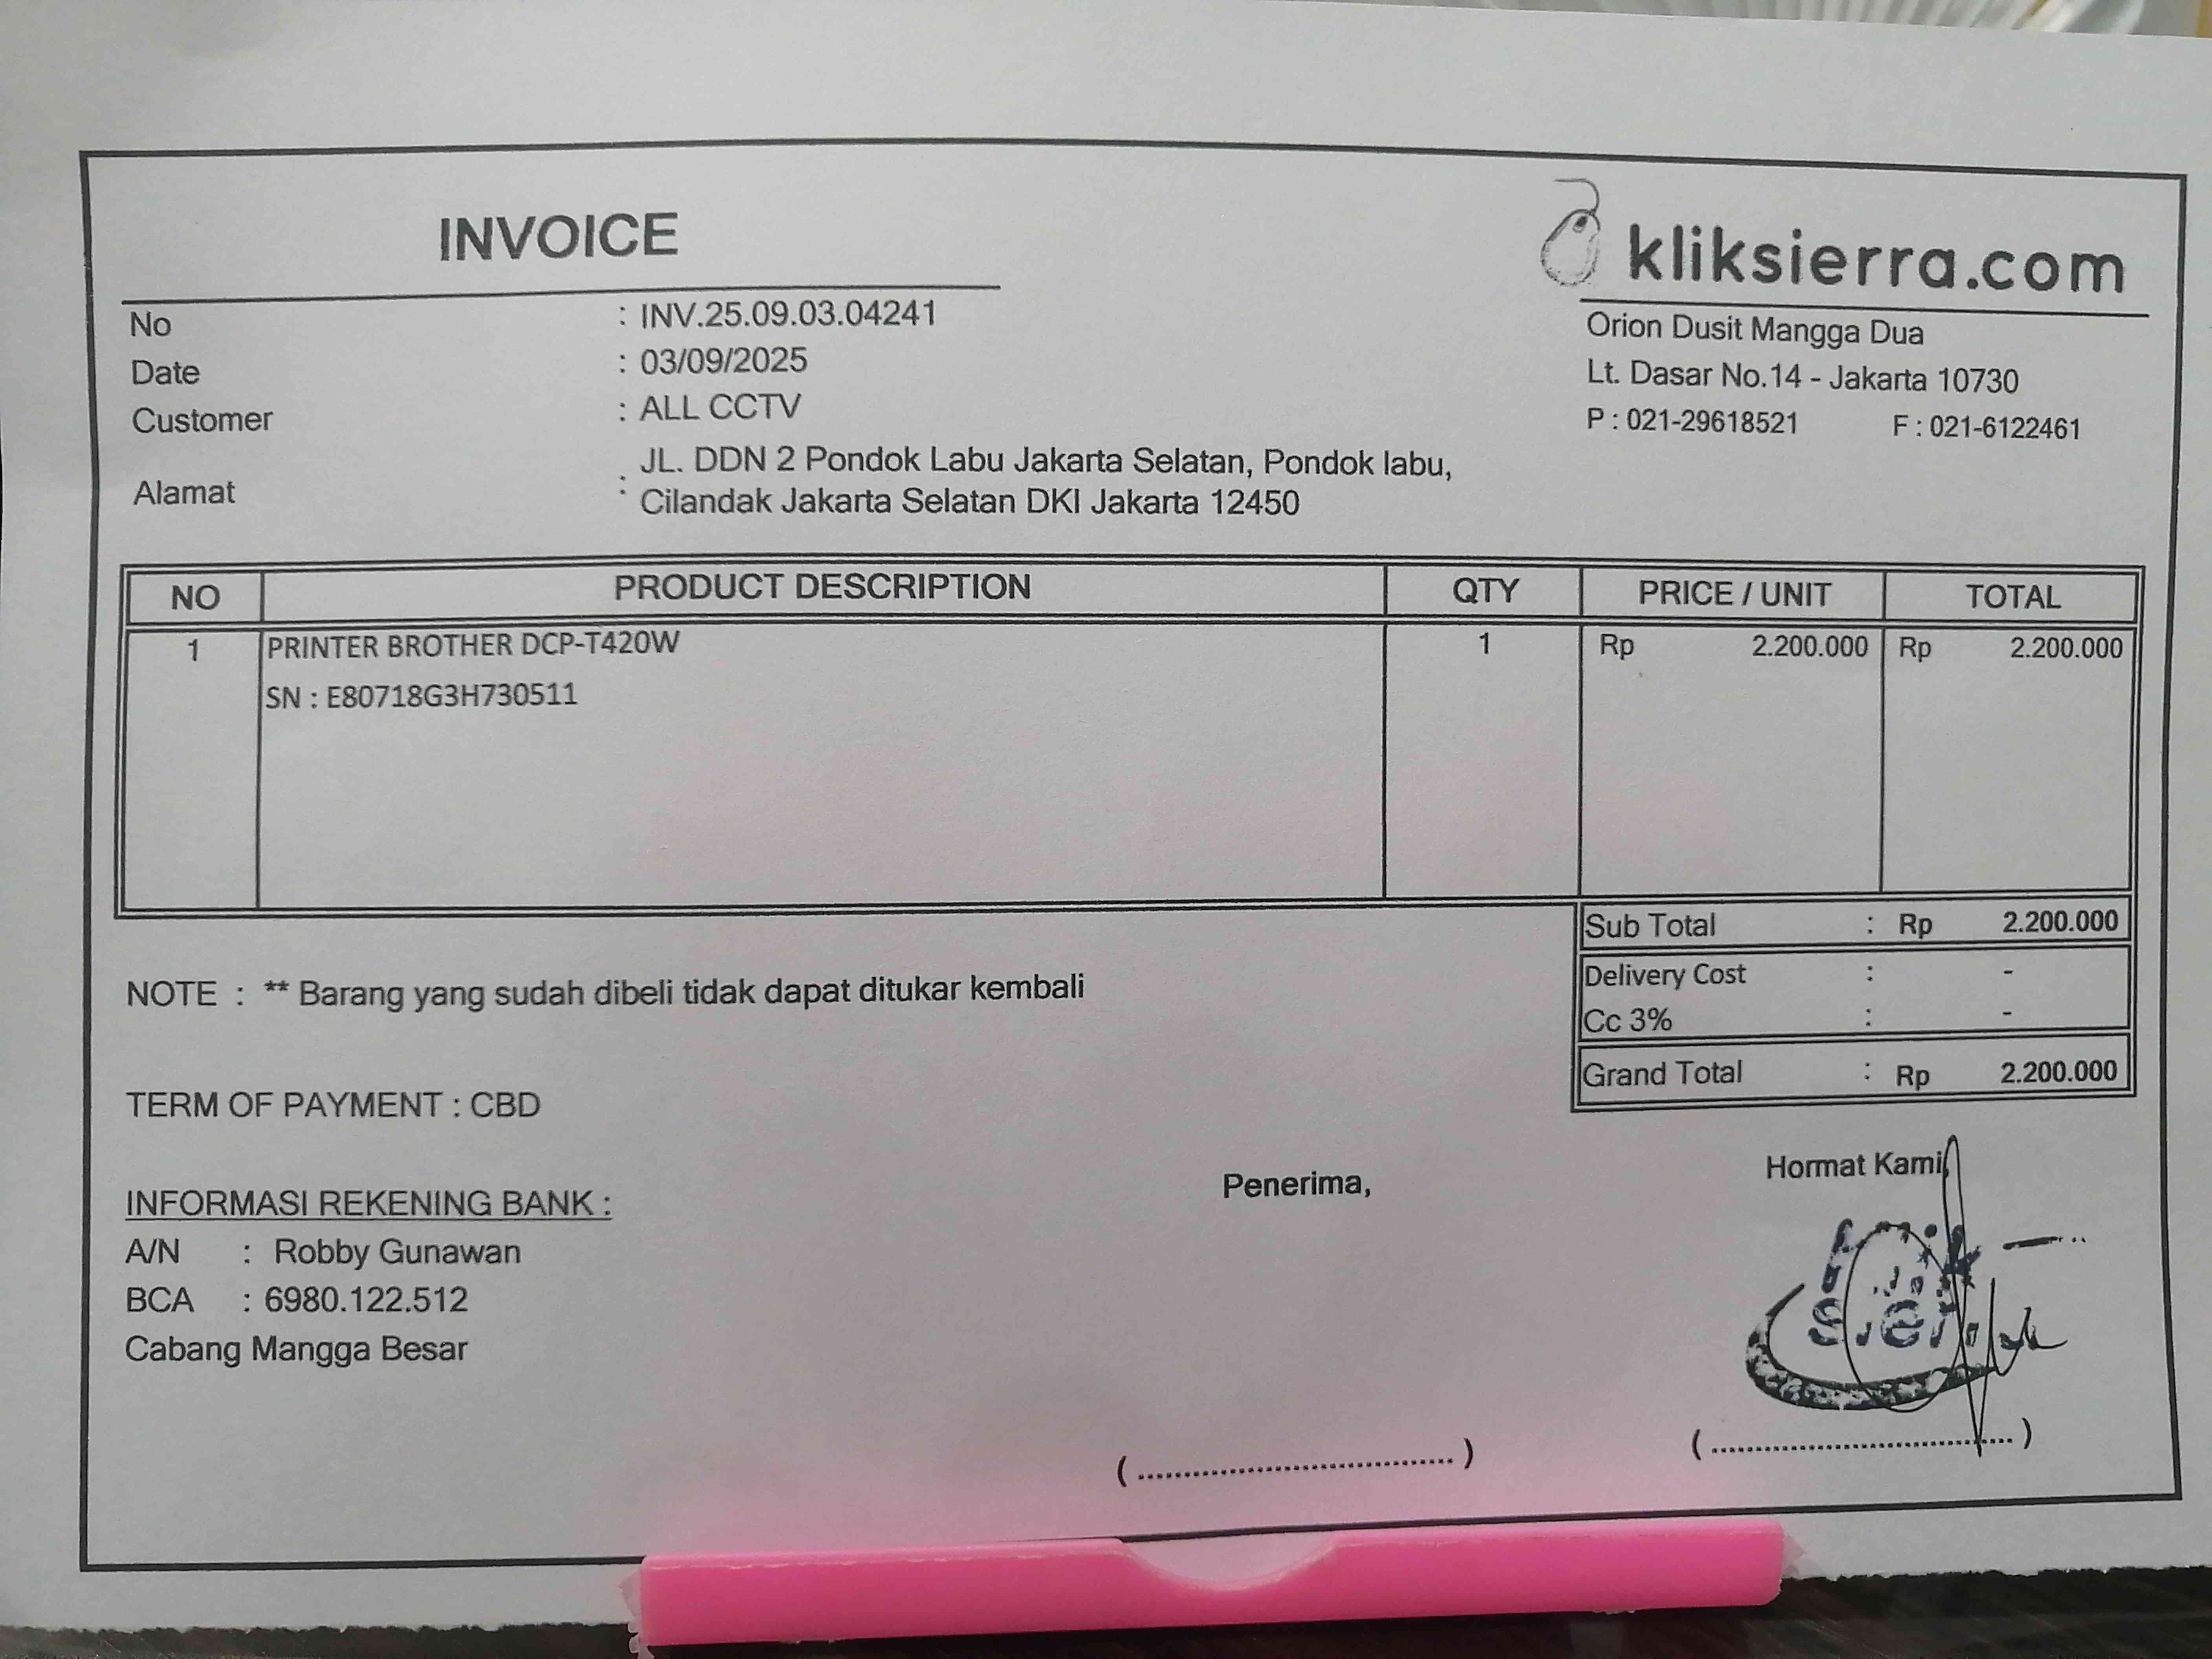 INVOICE
kliksierra.com
No : INV.25.09.03.04241
Date : 03/09/2025
Customer : ALL CCTV
Alamat : JL. DDN 2 Pondok Labu Jakarta Selatan, Pondok labu,
Cilandak Jakarta Selatan DKI Jakarta 12450
Orion Dusit Mangga Dua
Lt. Dasar No.14 - Jakarta 10730
P : 021-29618521 F : 021-6122461
NO PRODUCT DESCRIPTION QTY PRICE / UNIT TOTAL
1 PRINTER BROTHER DCP-T420W 1 Rp 2.200.000 Rp 2.200.000
SN : E80718G3H730511
Sub Total : Rp 2.200.000
Delivery Cost : -
Cc 3% : -
Grand Total : Rp 2.200.000
NOTE : ** Barang yang sudah dibeli tidak dapat ditukar kembali
TERM OF PAYMENT : CBD
INFORMASI REKENING BANK :
A/N : Robby Gunawan
BCA : 6980.122.512
Cabang Mangga Besar
Penerima,
Hormat Kami,
( ........................................ )
( ........................................ )